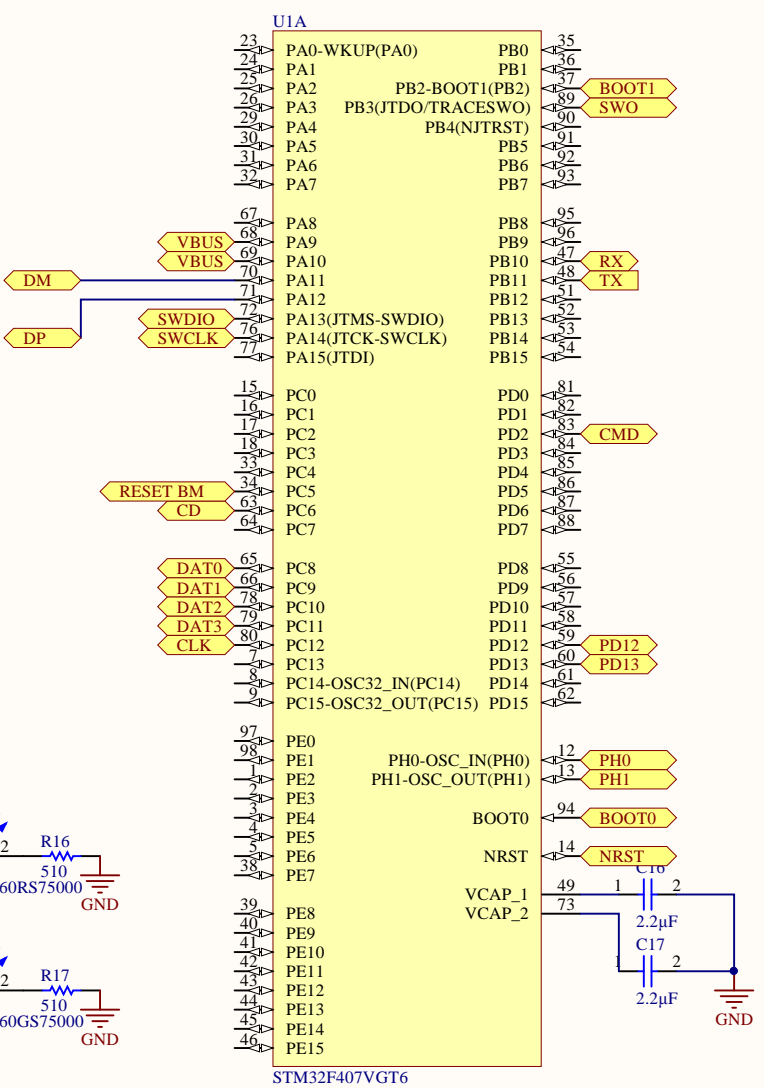 U1A
23 PA0-WKUP(PA0) PB0 35
24 PA1 PB1 36
25 PA2 PB2-BOOT1(PB2) 37 BOOT1
26 PA3 PB3(JTDO/TRACESWO) 89 SWO
29 PA4 PB4(NJTRST) 90
30 PA5 PB5 91
31 PA6 PB6 92
32 PA7 PB7 93
67 PA8 PB8 95
VBUS 68 PA9 PB9 96
VBUS 69 PA10 PB10 47 RX
DM 70 PA11 PB11 48 TX
71 PA12 PB12 51
SWDIO 72 PA13(JTMS-SWDIO) PB13 52
DP SWCLK 76 PA14(JTCK-SWCLK) PB14 53
77 PA15(JTDI) PB15 54
15 PC0 PD0 81
16 PC1 PD1 82
17 PC2 PD2 83 CMD
18 PC3 PD3 84
33 PC4 PD4 85
RESET BM 34 PC5 PD5 86
CD 63 PC6 PD6 87
64 PC7 PD7 88
DAT0 65 PC8 PD8 55
DAT1 66 PC9 PD9 56
DAT2 78 PC10 PD10 57
DAT3 79 PC11 PD11 58
CLK 80 PC12 PD12 59 PD12
7 PC13 PD13 60 PD13
8 PC14-OSC32_IN(PC14) PD14 61
9 PC15-OSC32_OUT(PC15) PD15 62
97 PE0
98 PE1 PH0-OSC_IN(PH0) 12 PH0
1 PE2 PH1-OSC_OUT(PH1) 13 PH1
2 PE3
3 PE4 BOOT0 94 BOOT0
4 PE5
2 R16 5 PE6 NRST 14 NRST
510 38 PE7 C16
60RS75000
GND
VCAP_1 49 1 2
39 PE8 VCAP_2 73
2.2µF
40 PE9
41 PE10 C17
42 PE11 1 2
2 R17 43 PE12 2.2µF
510 44 PE13
60GS75000 45 PE14 GND
GND
46 PE15
STM32F407VGT6